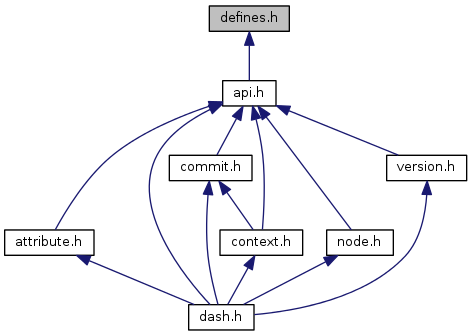 defines.h
api.h
commit.h
version.h
attribute.h
context.h
node.h
dash.h